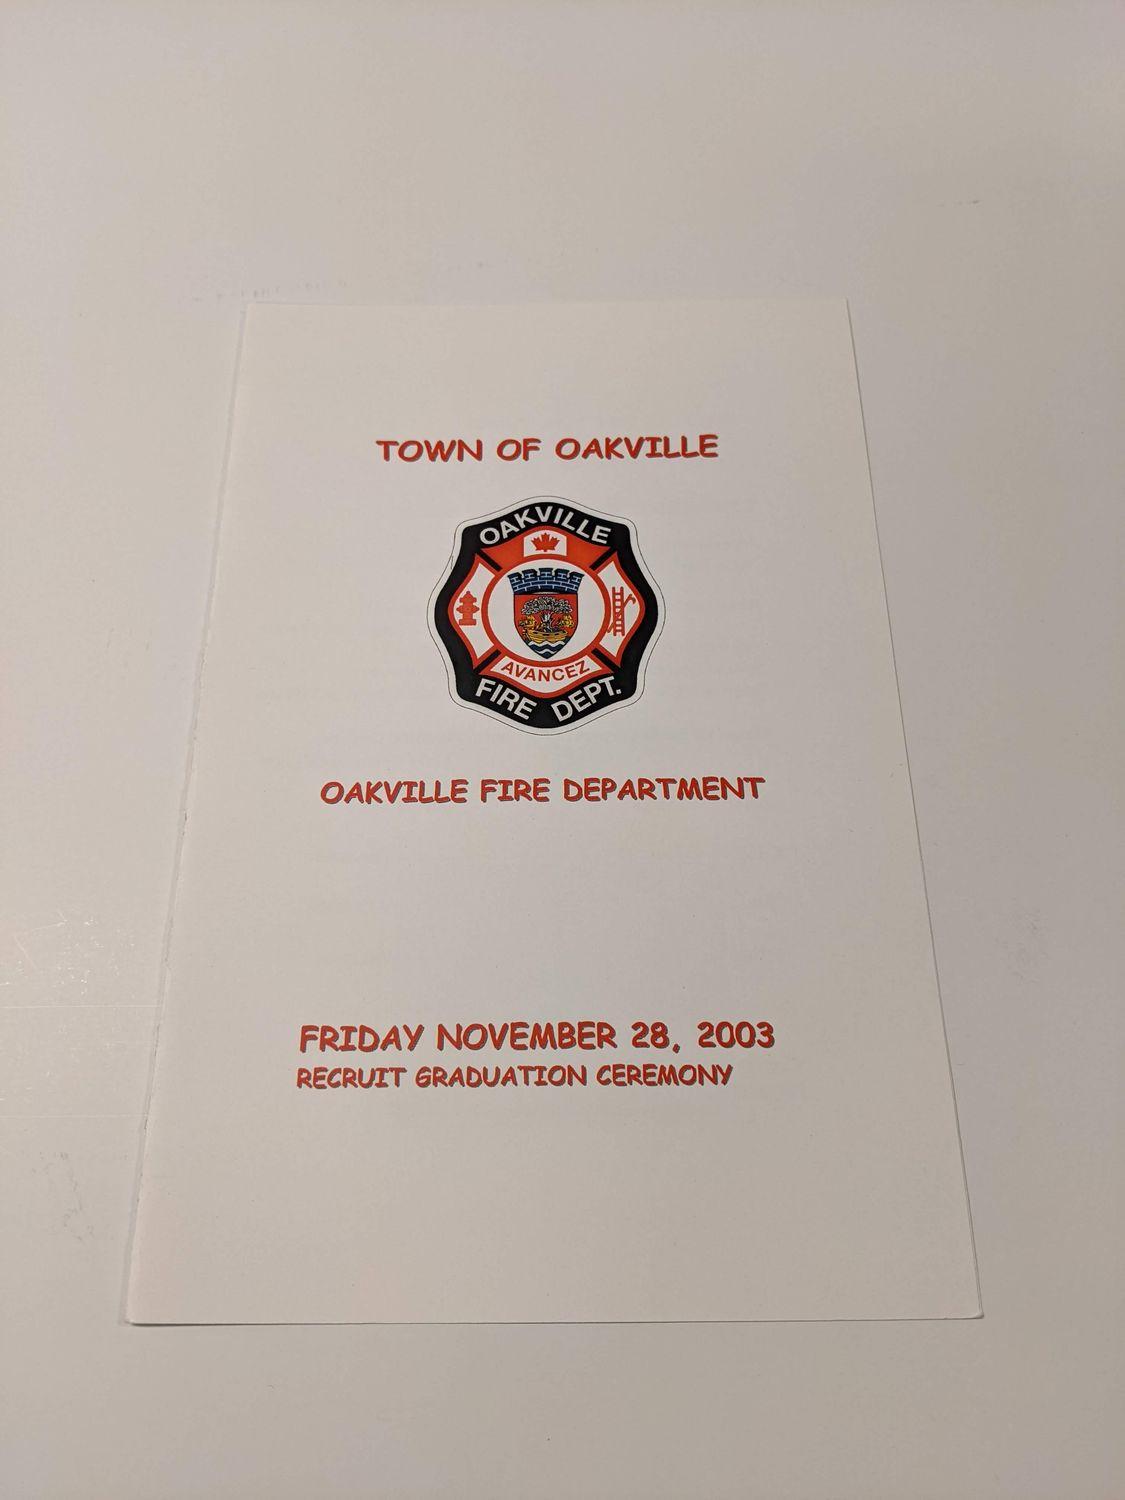 TOWN OF OAKVILLE
OAKVILLE
AVANCEZ
FIRE DEPT.
OAKVILLE FIRE DEPARTMENT
FRIDAY NOVEMBER 28, 2003
RECRUIT GRADUATION CEREMONY